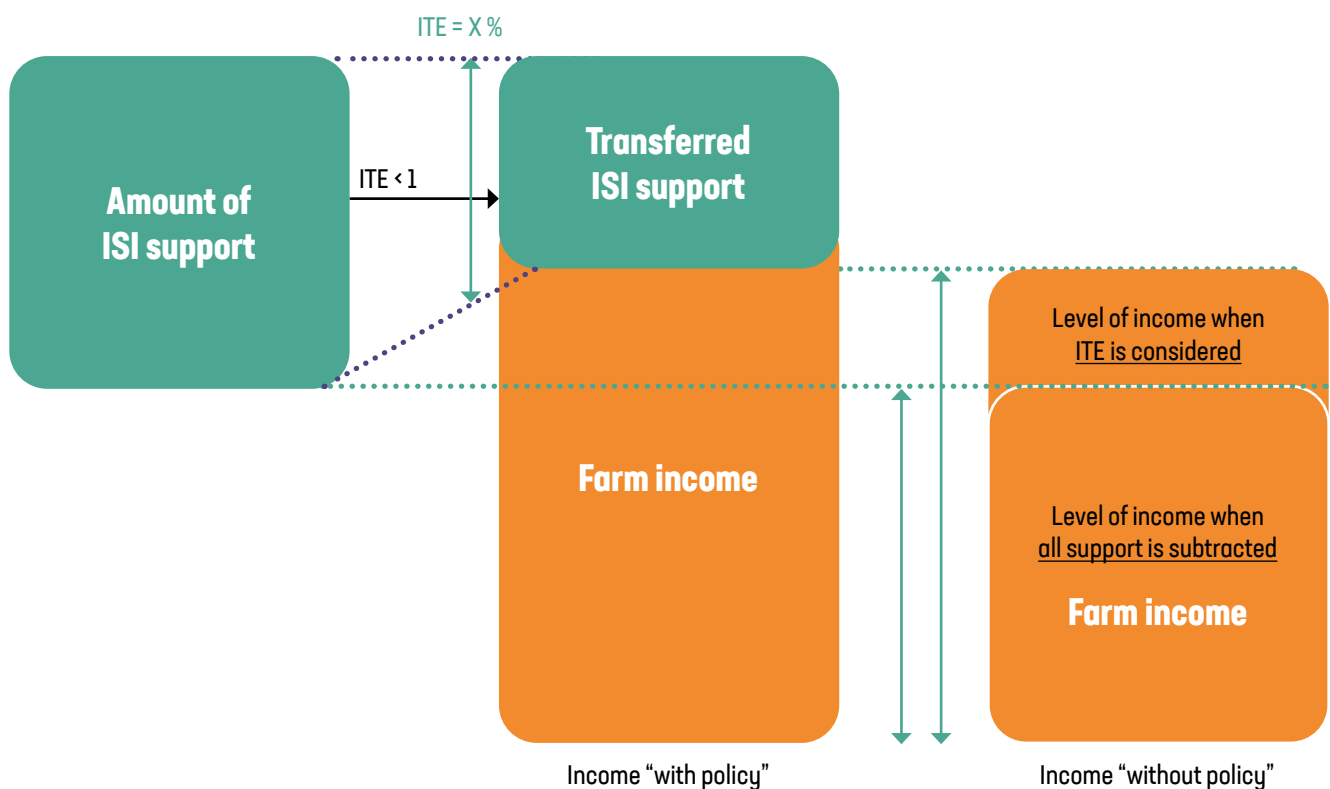 ITE = X %
Amount of
ISI support
ITE < 1
Transferred
ISI support
Farm income
Level of income when
ITE is considered
Level of income when
all support is subtracted
Farm income
Income “with policy”
Income “without policy”